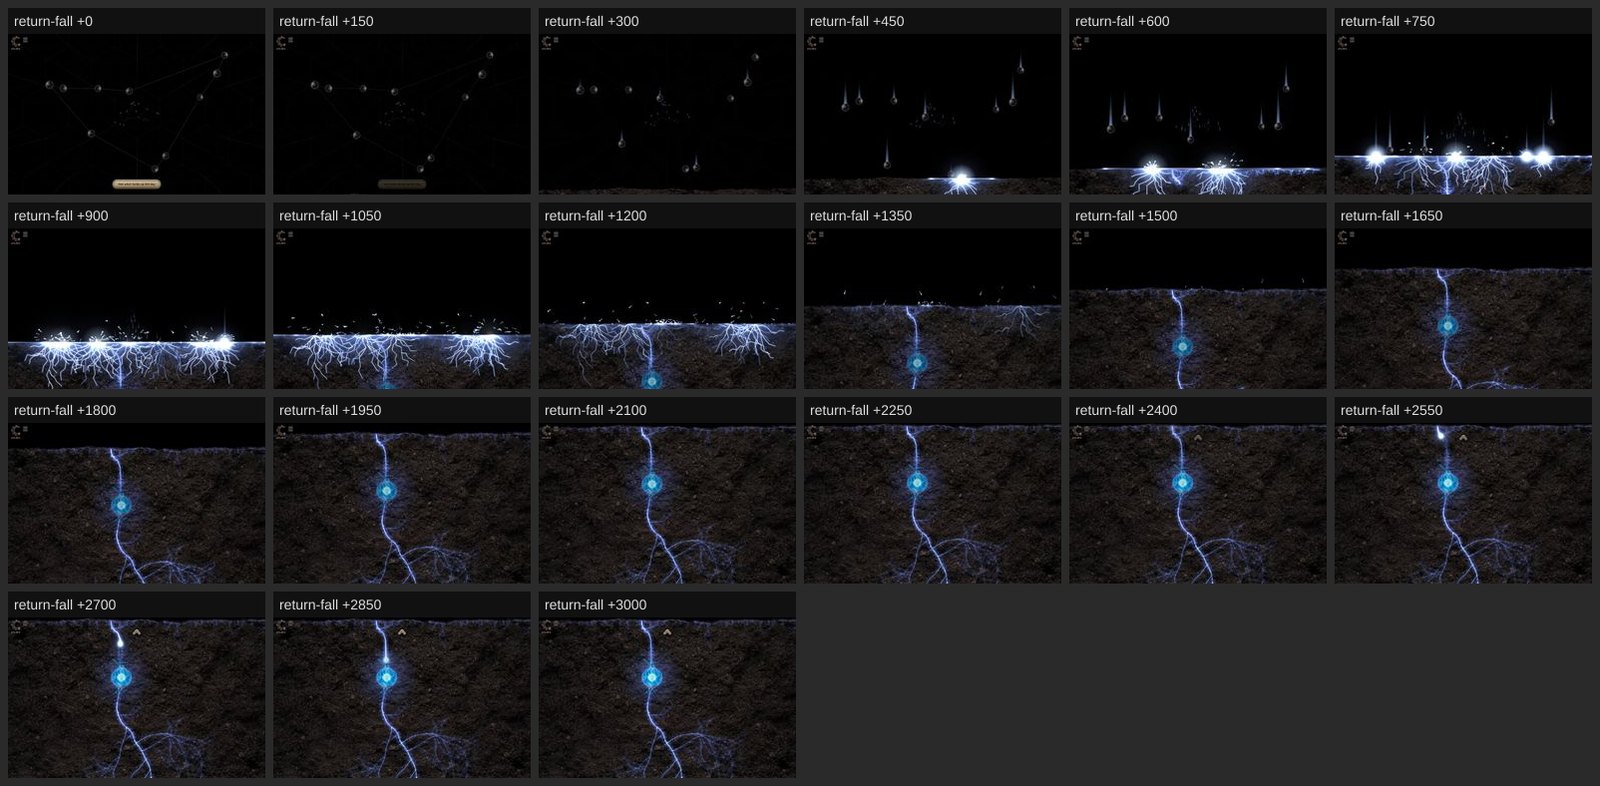 return-fall +0
return-fall +150
return-fall +300
return-fall +450
return-fall +600
return-fall +750
return-fall +900
return-fall +1050
return-fall +1200
return-fall +1350
return-fall +1500
return-fall +1650
return-fall +1800
return-fall +1950
return-fall +2100
return-fall +2250
return-fall +2400
return-fall +2550
return-fall +2700
return-fall +2850
return-fall +3000